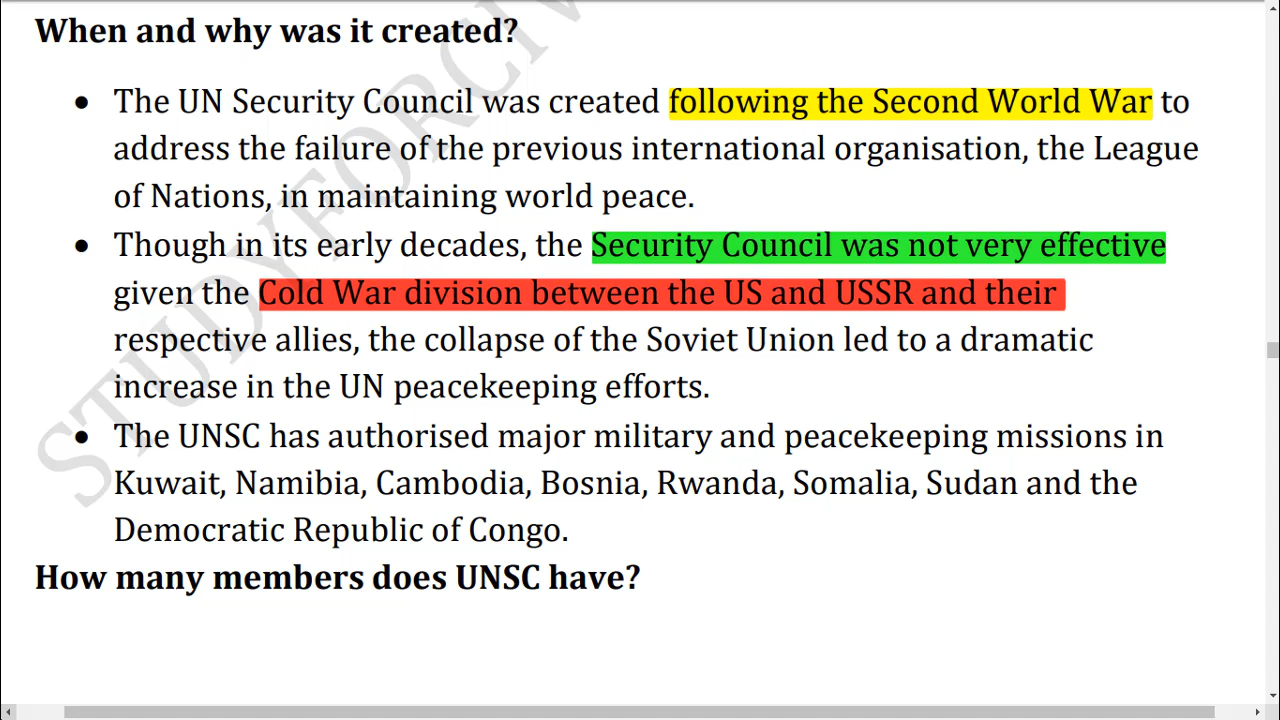 When and why was it created?
• The UN Security Council was created following the Second World War to
address the failure of the previous international organisation, the League
of Nations, in maintaining world peace.
• Though in its early decades, the Security Council was not very effective
given the Cold War division between the US and USSR and their
respective allies, the collapse of the Soviet Union led to a dramatic
increase in the UN peacekeeping efforts.
• The UNSC has authorised major military and peacekeeping missions in
Kuwait, Namibia, Cambodia, Bosnia, Rwanda, Somalia, Sudan and the
Democratic Republic of Congo.
How many members does UNSC have?
STUDYFORCIV